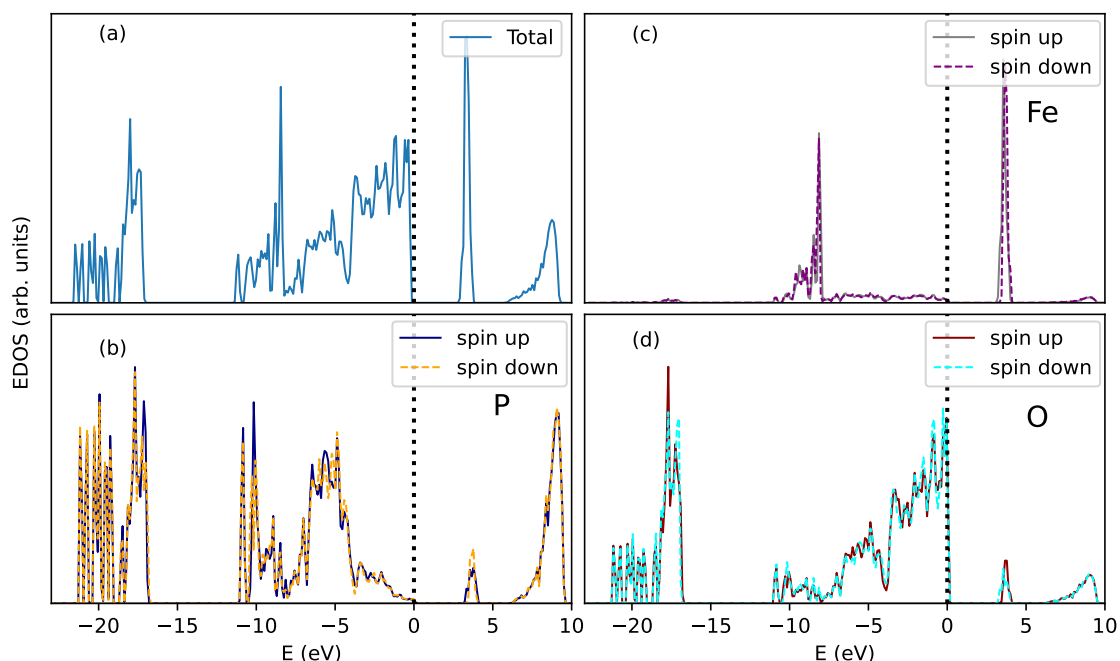 (a)
Total
(c)
spin up
spin down
Fe
EDOS (arb. units)
(b)
spin up
spin down
P
(d)
spin up
spin down
O
−20 −15 −10 −5 0 5 10
E (eV)
−20 −15 −10 −5 0 5 10
E (eV)